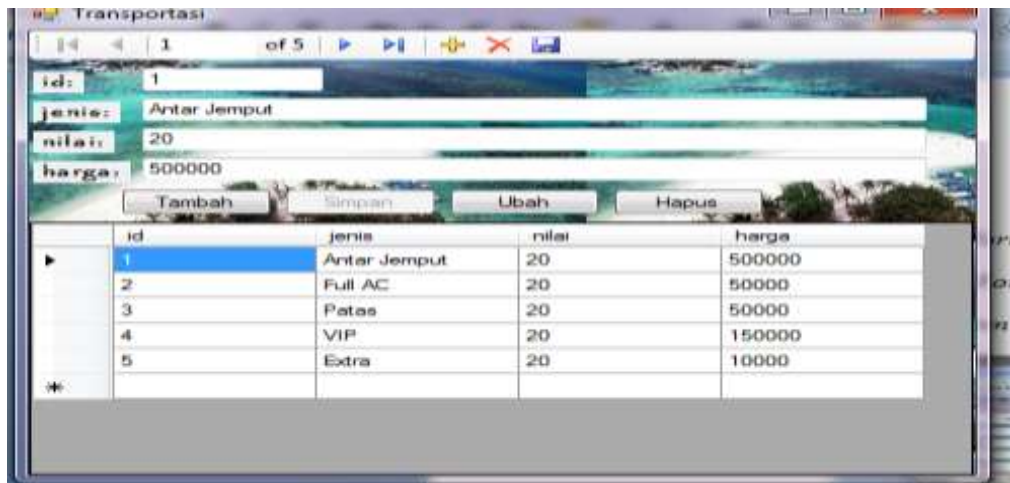 Transportasi
1 of 5
id: 1
jenis: Antar Jemput
nilai: 20
harga: 500000
Tambah Simpan Ubah Hapus
id jenis nilai harga
1 Antar Jemput 20 500000
2 Full AC 20 50000
3 Patas 20 50000
4 VIP 20 150000
5 Extra 20 10000